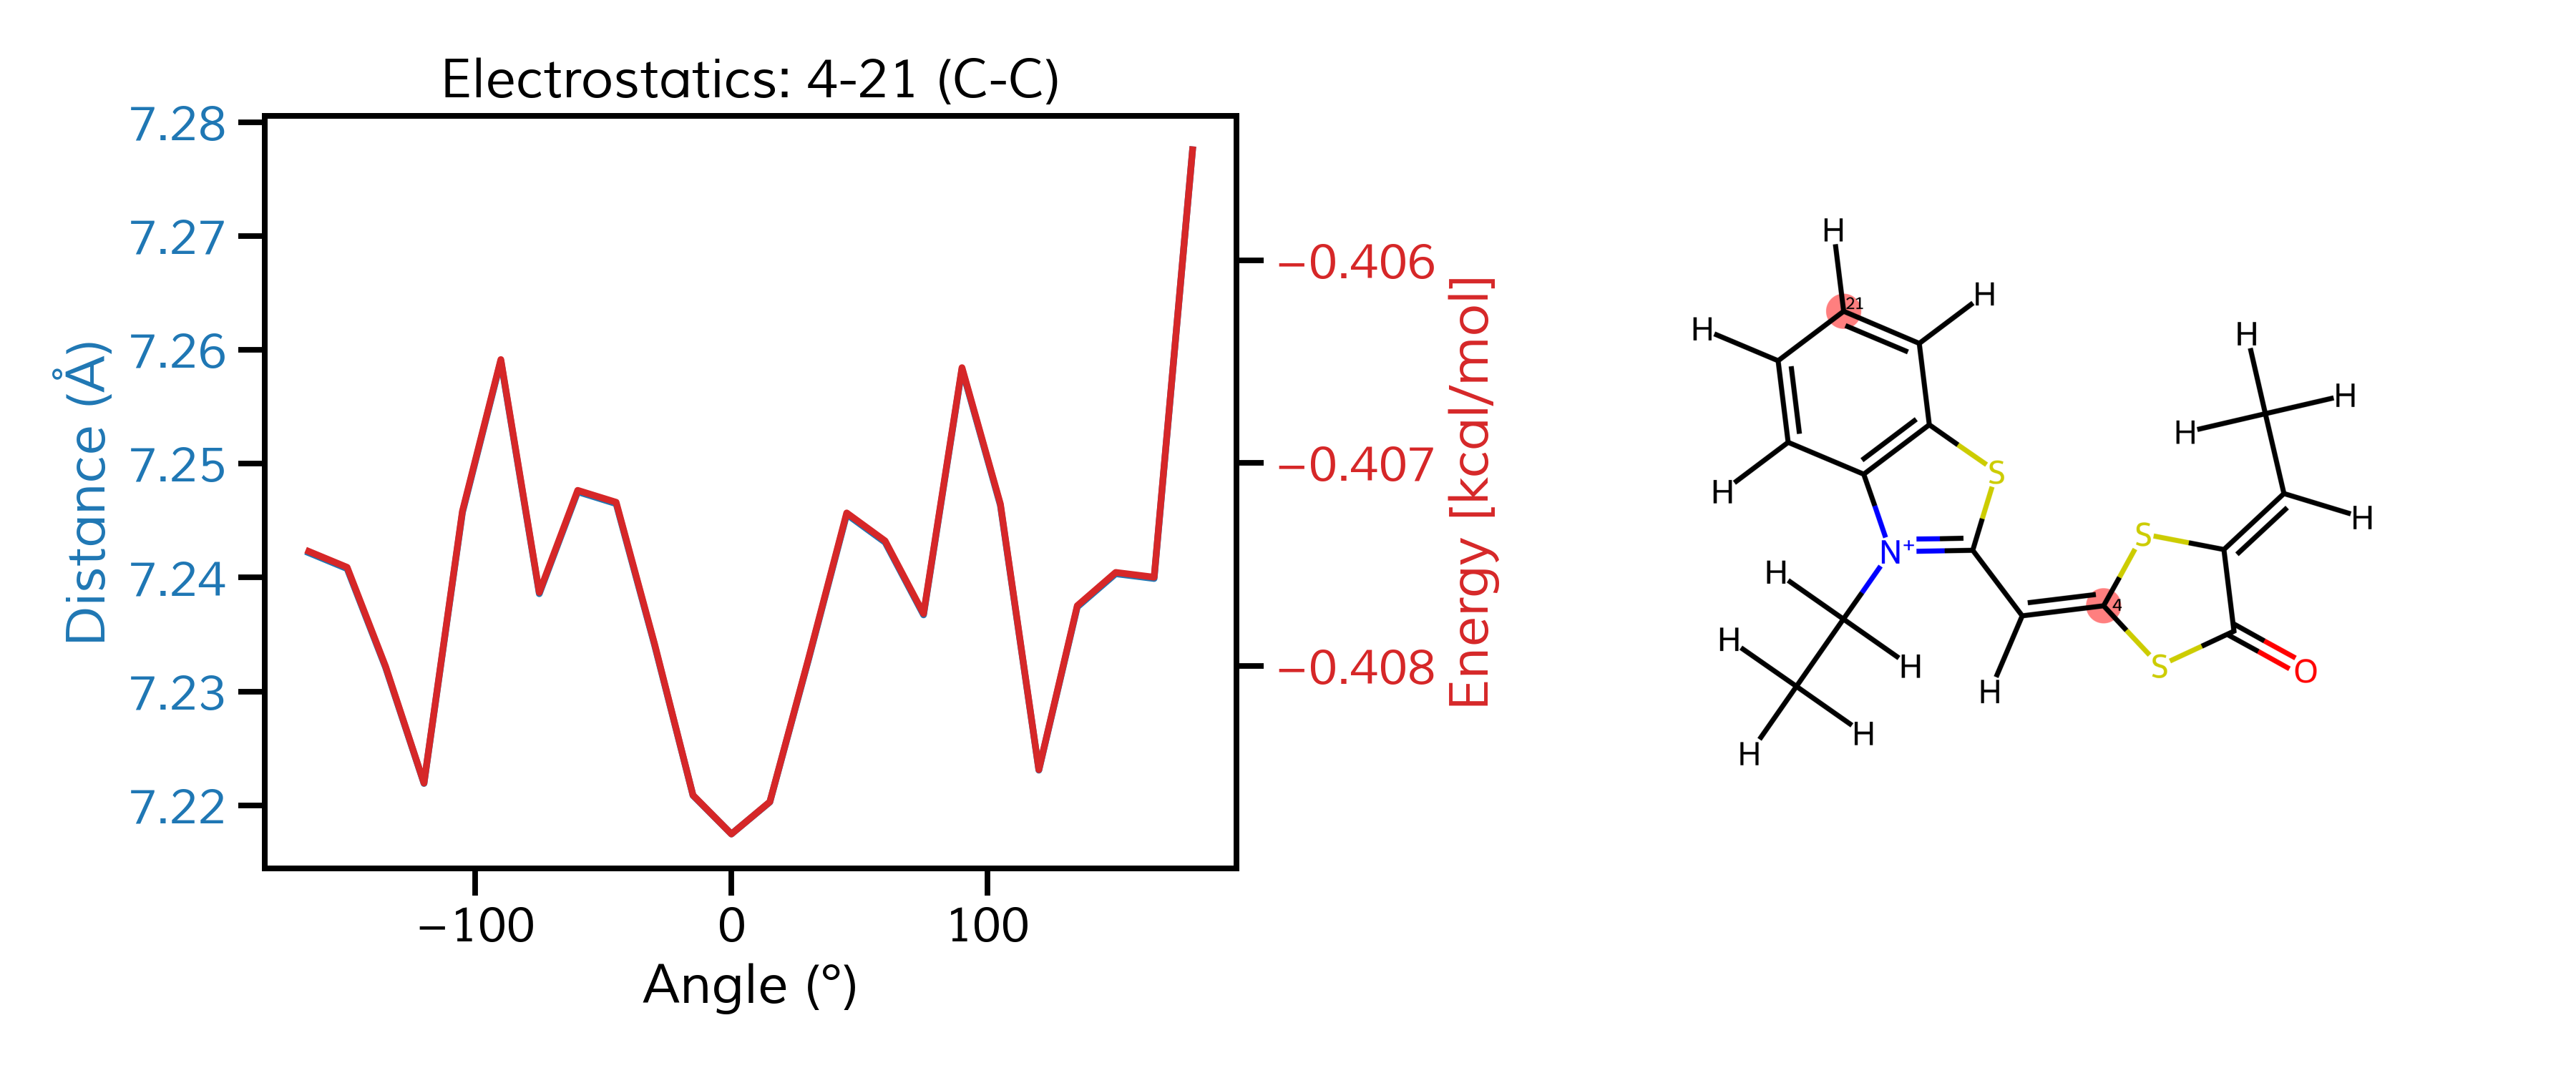 Electrostatics: 4-21 (C-C)
7.28
7.27
7.26
7.25
7.24
7.23
7.22
Distance (Å)
−0.406
−0.407
−0.408
Energy [kcal/mol]
−100
0
100
Angle (°)
H
H
21
H
H
H
H
H
S
H
H
S
N+
H
4
H
H
S
O
H
H
H